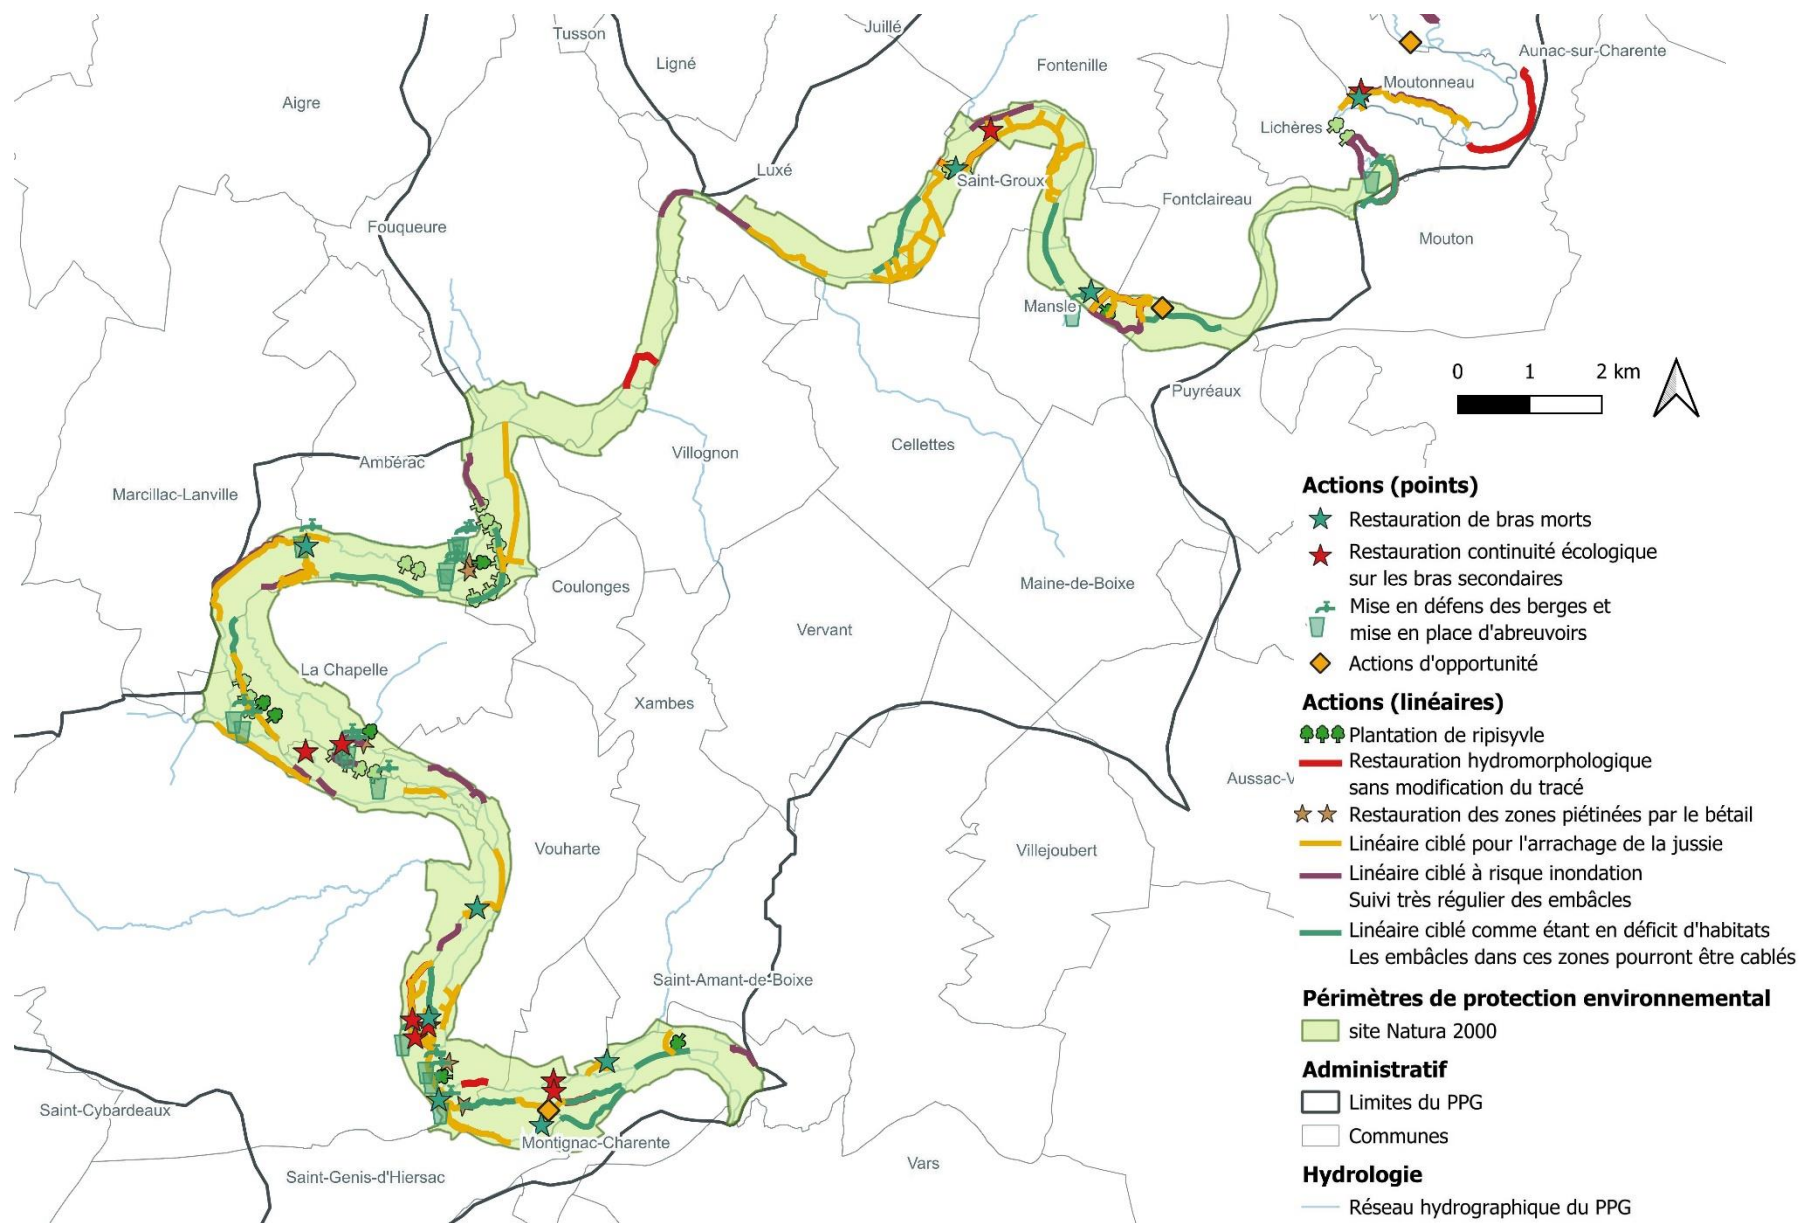 Tusson
Juillé
Ligné
Fontenille
Aunac-sur-Charente
Moutonneau
Aigre
Lichères
Luxé
Saint-Groux
Fontclaireau
Fouqueure
Mouton
Mansle
0 1 2 km
Puyréaux
Cellettes
Villognon
Ambérac
Marcillac-Lanville
Coulonges
Maine-de-Boixe
Vervant
La Chapelle
Xambes
Aussac-V
Vouharte
Villejoubert
Saint-Amant-de-Boixe
Saint-Cybardeaux
Montignac-Charente
Vars
Saint-Genis-d'Hiersac
Actions (points)
Restauration de bras morts
Restauration continuité écologique
sur les bras secondaires
Mise en défens des berges et
mise en place d'abreuvoirs
Actions d'opportunité
Actions (linéaires)
Plantation de ripisyvle
Restauration hydromorphologique
sans modification du tracé
Restauration des zones piétinées par le bétail
Linéaire ciblé pour l'arrachage de la jussie
Linéaire ciblé à risque inondation
Suivi très régulier des embâcles
Linéaire ciblé comme étant en déficit d'habitats
Les embâcles dans ces zones pourront être cablés
Périmètres de protection environnemental
site Natura 2000
Administratif
Limites du PPG
Communes
Hydrologie
Réseau hydrographique du PPG